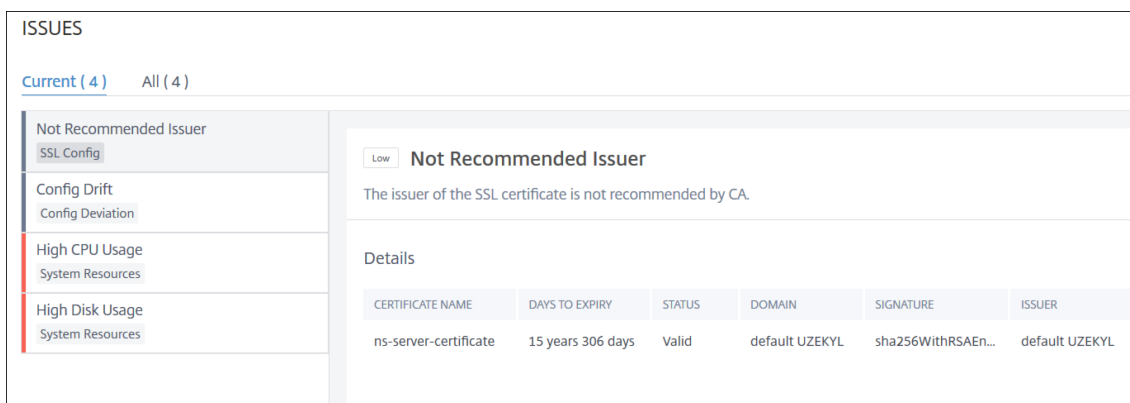 ISSUES
Current ( 4 )
All ( 4 )
Not Recommended Issuer
SSL Config
Config Drift
Config Deviation
High CPU Usage
System Resources
High Disk Usage
System Resources
Low Not Recommended Issuer
The issuer of the SSL certificate is not recommended by CA.
Details
CERTIFICATE NAME DAYS TO EXPIRY STATUS DOMAIN SIGNATURE ISSUER
ns-server-certificate 15 years 306 days Valid default UZEKYL sha256WithRSAEn... default UZEKYL